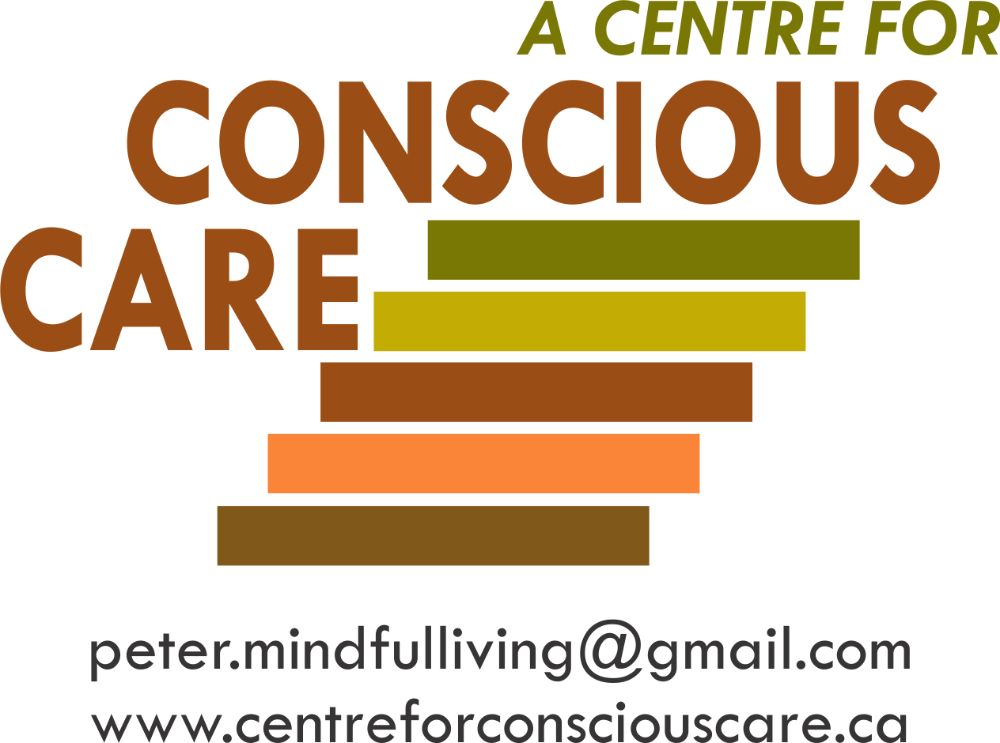 A CENTRE FOR
CONSCIOUS
CARE
peter.mindfulliving@gmail.com
www.centreforconsciouscare.ca